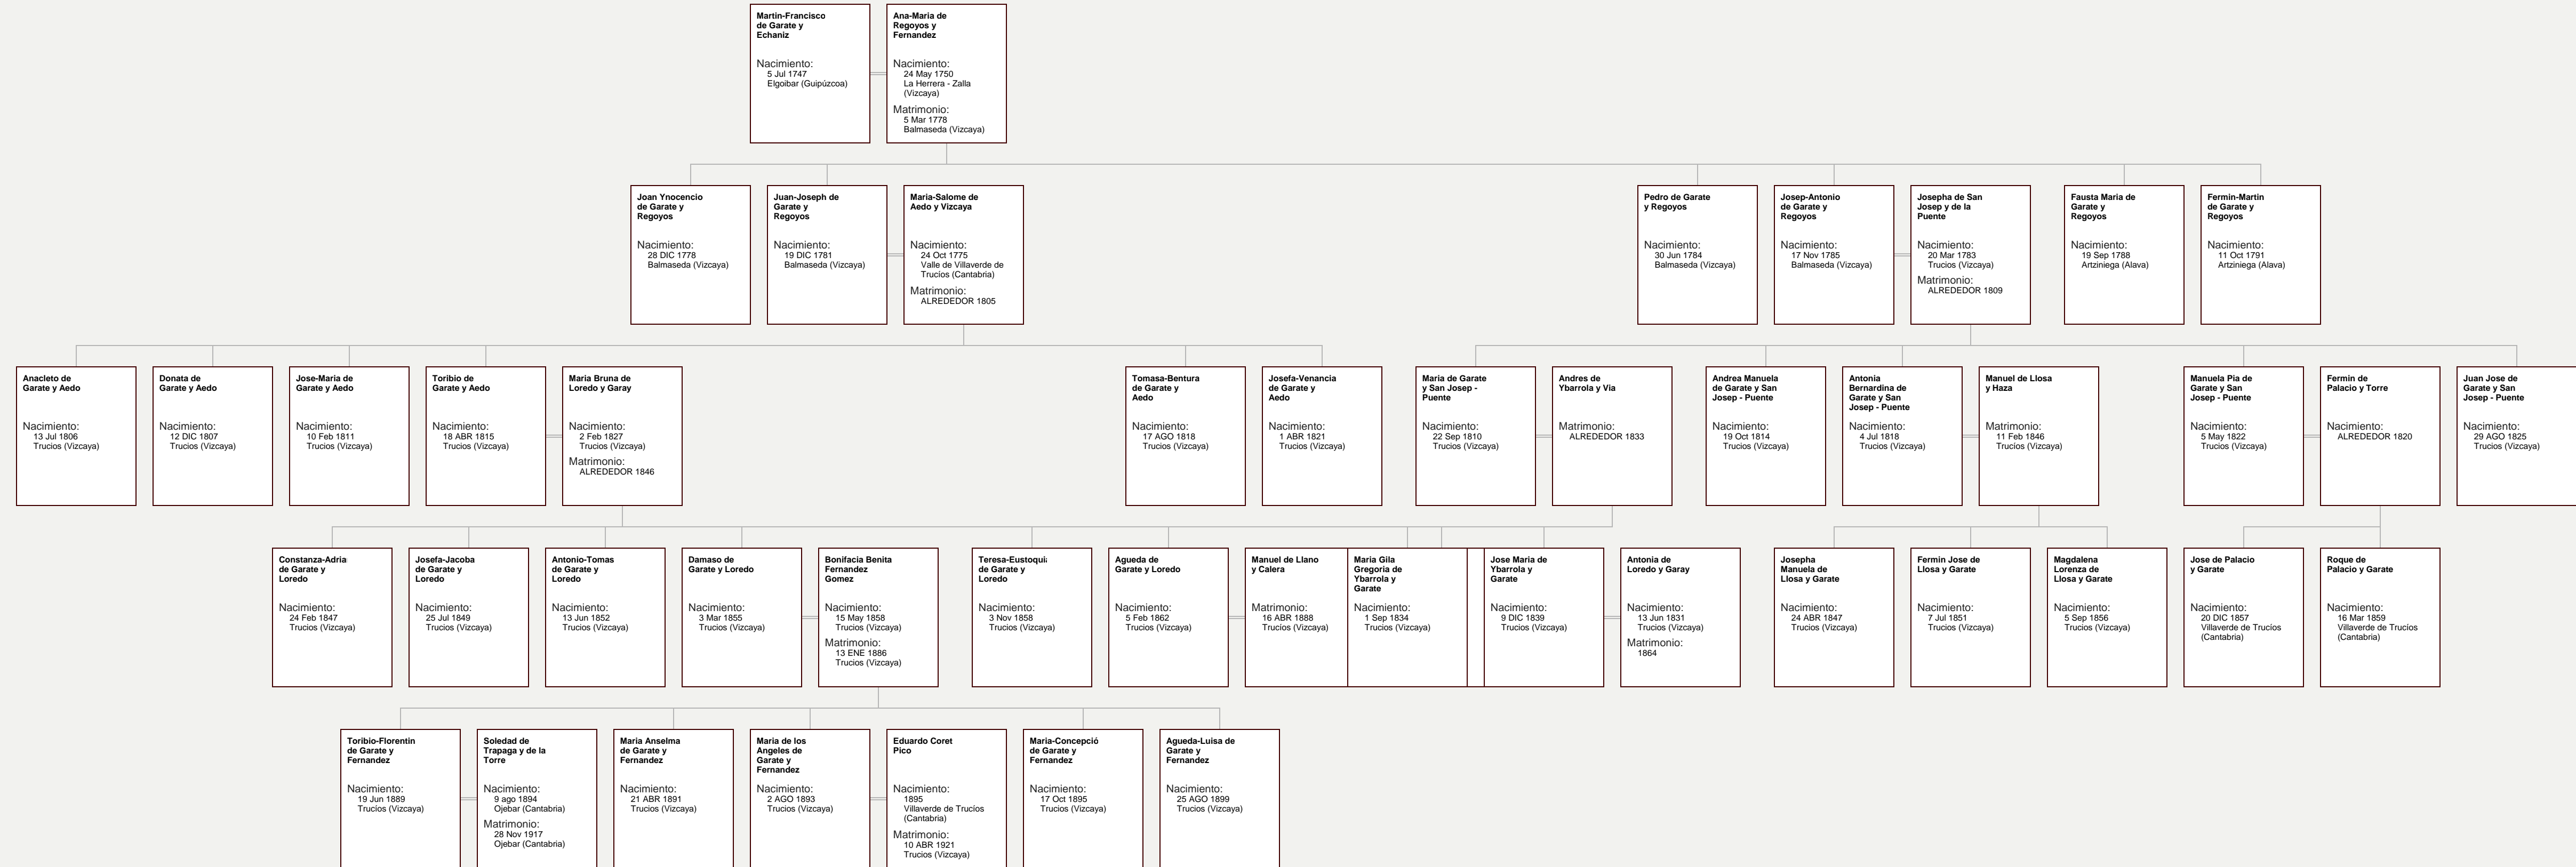 Martin-Francisco
de Garate y
Echaniz
Nacimiento:
5 Jul 1747
Elgoibar (Guipúzcoa)
Ana-Maria de
Regoyos y
Fernandez
Nacimiento:
24 May 1750
La Herrera - Zalla
(Vizcaya)
Matrimonio:
5 Mar 1778
Balmaseda (Vizcaya)
Joan Ynocencio
de Garate y
Regoyos
Nacimiento:
28 DIC 1778
Balmaseda (Vizcaya)
Juan-Joseph de
Garate y
Regoyos
Nacimiento:
19 DIC 1781
Balmaseda (Vizcaya)
Maria-Salome de
Aedo y Vizcaya
Nacimiento:
24 Oct 1775
Valle de Villaverde de
Trucíos (Cantabria)
Matrimonio:
ALREDEDOR 1805
Pedro de Garate
y Regoyos
Nacimiento:
30 Jun 1784
Balmaseda (Vizcaya)
Josep-Antonio
de Garate y
Regoyos
Nacimiento:
17 Nov 1785
Balmaseda (Vizcaya)
Josepha de San
Josep y de la
Puente
Nacimiento:
20 Mar 1783
Trucios (Vizcaya)
Matrimonio:
ALREDEDOR 1809
Fausta Maria de
Garate y
Regoyos
Nacimiento:
19 Sep 1788
Artziniega (Alava)
Fermin-Martin
de Garate y
Regoyos
Nacimiento:
11 Oct 1791
Artziniega (Alava)
Anacleto de
Garate y Aedo
Nacimiento:
13 Jul 1806
Trucios (Vizcaya)
Donata de
Garate y Aedo
Nacimiento:
12 DIC 1807
Trucios (Vizcaya)
Jose-Maria de
Garate y Aedo
Nacimiento:
10 Feb 1811
Trucios (Vizcaya)
Toribio de
Garate y Aedo
Nacimiento:
18 ABR 1815
Trucios (Vizcaya)
Maria Bruna de
Loredo y Garay
Nacimiento:
2 Feb 1827
Trucios (Vizcaya)
Matrimonio:
ALREDEDOR 1846
Tomasa-Bentura
de Garate y
Aedo
Nacimiento:
17 AGO 1818
Trucios (Vizcaya)
Josefa-Venancia
de Garate y
Aedo
Nacimiento:
1 ABR 1821
Trucios (Vizcaya)
Maria de Garate
y San Josep -
Puente
Nacimiento:
22 Sep 1810
Trucios (Vizcaya)
Andres de
Ybarrola y Via
Matrimonio:
ALREDEDOR 1833
Andrea Manuela
de Garate y San
Josep - Puente
Nacimiento:
19 Oct 1814
Trucios (Vizcaya)
Antonia
Bernardina de
Garate y San
Josep - Puente
Nacimiento:
4 Jul 1818
Trucios (Vizcaya)
Manuel de Llosa
y Haza
Matrimonio:
11 Feb 1846
Trucios (Vizcaya)
Manuela Pia de
Garate y San
Josep - Puente
Nacimiento:
5 May 1822
Trucios (Vizcaya)
Fermin de
Palacio y Torre
Nacimiento:
ALREDEDOR 1820
Juan Jose de
Garate y San
Josep - Puente
Nacimiento:
29 AGO 1825
Trucios (Vizcaya)
Constanza-Adria
de Garate y
Loredo
Nacimiento:
24 Feb 1847
Trucios (Vizcaya)
Josefa-Jacoba
de Garate y
Loredo
Nacimiento:
25 Jul 1849
Trucios (Vizcaya)
Antonio-Tomas
de Garate y
Loredo
Nacimiento:
13 Jun 1852
Trucios (Vizcaya)
Damaso de
Garate y Loredo
Nacimiento:
3 Mar 1855
Trucios (Vizcaya)
Bonifacia Benita
Fernandez
Gomez
Nacimiento:
15 May 1858
Trucios (Vizcaya)
Matrimonio:
13 ENE 1886
Trucios (Vizcaya)
Teresa-Eustoquia
de Garate y
Loredo
Nacimiento:
3 Nov 1858
Trucios (Vizcaya)
Agueda de
Garate y Loredo
Nacimiento:
5 Feb 1862
Trucios (Vizcaya)
Manuel de Llano
y Calera
Matrimonio:
16 ABR 1888
Trucíos (Vizcaya)
Maria Gila
Gregoria de
Ybarrola y
Garate
Nacimiento:
1 Sep 1834
Trucios (Vizcaya)
Jose Maria de
Ybarrola y
Garate
Nacimiento:
9 DIC 1839
Trucios (Vizcaya)
Antonia de
Loredo y Garay
Nacimiento:
13 Jun 1831
Trucios (Vizcaya)
Matrimonio:
1864
Josepha
Manuela de
Llosa y Garate
Nacimiento:
24 ABR 1847
Trucios (Vizcaya)
Fermin Jose de
Llosa y Garate
Nacimiento:
7 Jul 1851
Trucios (Vizcaya)
Magdalena
Lorenza de
Llosa y Garate
Nacimiento:
5 Sep 1856
Trucios (Vizcaya)
Jose de Palacio
y Garate
Nacimiento:
20 DIC 1857
Villaverde de Trucíos
(Cantabria)
Roque de
Palacio y Garate
Nacimiento:
16 Mar 1859
Villaverde de Trucíos
(Cantabria)
Toribio-Florentin
de Garate y
Fernandez
Nacimiento:
19 Jun 1889
Trucíos (Vizcaya)
Soledad de
Trapaga y de la
Torre
Nacimiento:
9 ago 1894
Ojebar (Cantabria)
Matrimonio:
28 Nov 1917
Ojebar (Cantabria)
Maria Anselma
de Garate y
Fernandez
Nacimiento:
21 ABR 1891
Trucios (Vizcaya)
Maria de los
Angeles de
Garate y
Fernandez
Nacimiento:
2 AGO 1893
Trucios (Vizcaya)
Eduardo Coret
Pico
Nacimiento:
1895
Villaverde de Trucíos
(Cantabria)
Matrimonio:
10 ABR 1921
Trucios (Vizcaya)
Maria-Concepció
de Garate y
Fernandez
Nacimiento:
17 Oct 1895
Trucios (Vizcaya)
Agueda-Luisa de
Garate y
Fernandez
Nacimiento:
25 AGO 1899
Trucios (Vizcaya)